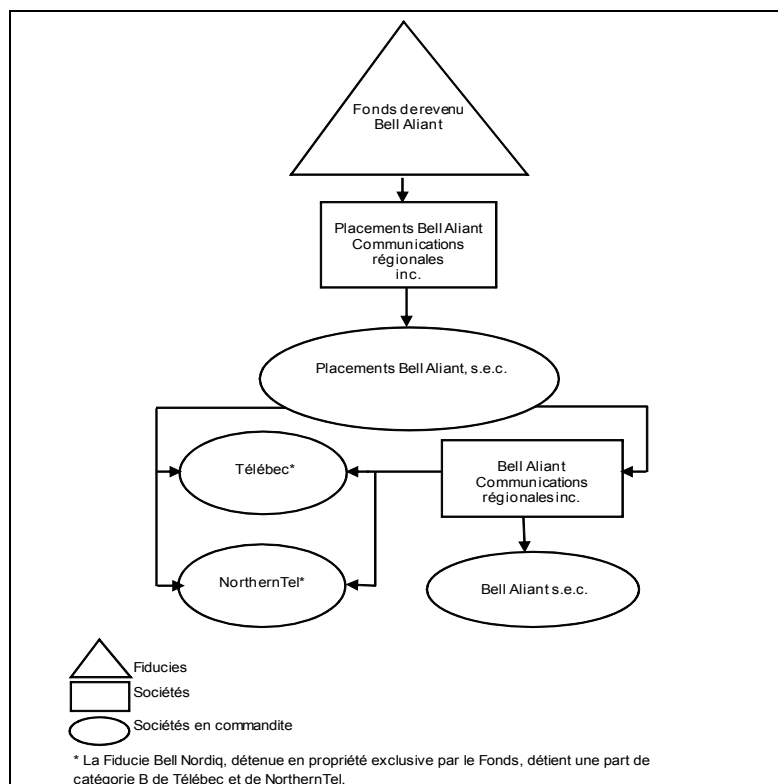 Fonds de revenu
Bell Aliant
Placements Bell Aliant
Communications
régionales
inc.
Placements Bell Aliant, s.e.c.
Télébec*
Bell Aliant
Communications
régionales inc.
NorthernTel*
Bell Aliant s.e.c.
Fiducies
Sociétés
Sociétés en commandite
* La Fiducie Bell Nordiq, détenue en propriété exclusive par le Fonds, détient une part de
catégorie B de Télébec et de NorthernTel.